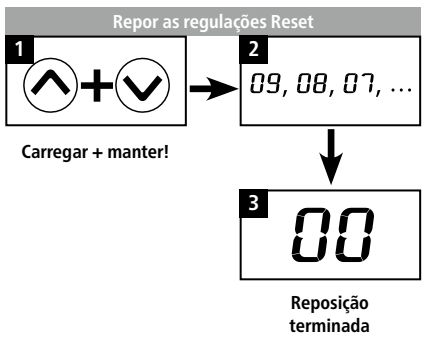 Repor as regulações Reset
1
+
Carregar + manter!
2
09, 08, 07, ...
3
00
Reposição
terminada